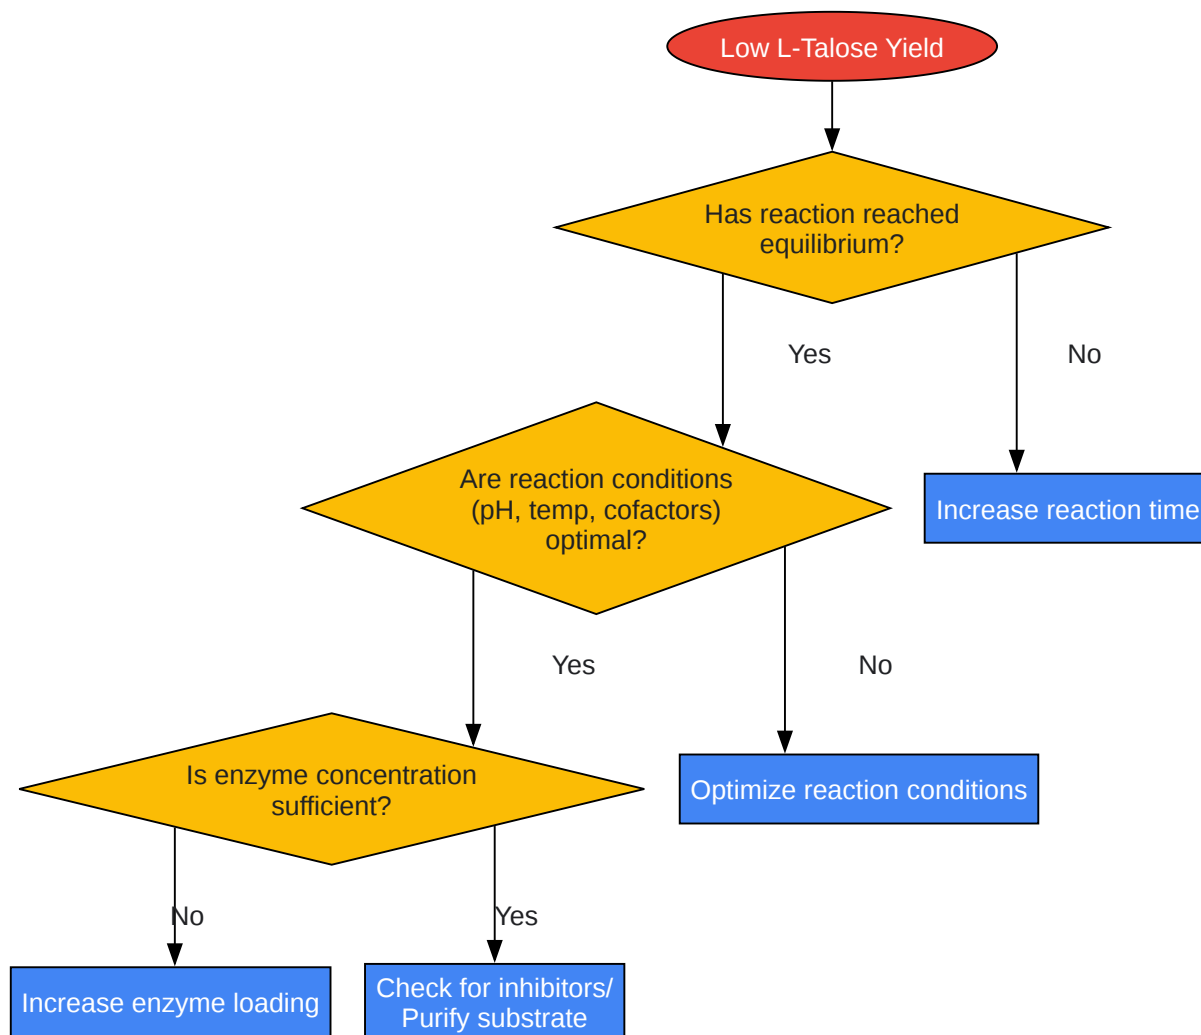 Low L-Talose Yield
Has reaction reached
equilibrium?
Yes
No
Are reaction conditions
(pH, temp, cofactors)
optimal?
Increase reaction time
Yes
No
Is enzyme concentration
sufficient?
Optimize reaction conditions
No
Yes
Increase enzyme loading
Check for inhibitors/
Purify substrate